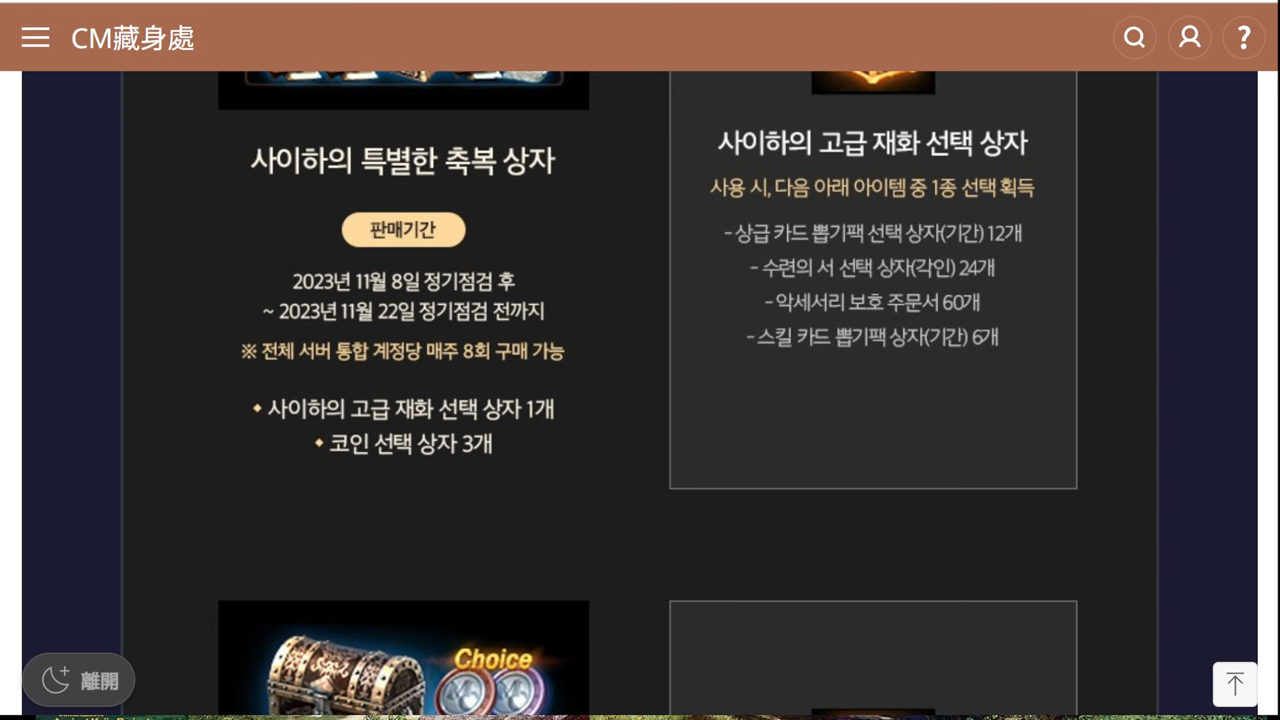 CM藏身處
사이하의 특별한 축복 상자
판매기간
2023년 11월 8일 정기점검 후
~ 2023년 11월 22일 정기점검 전까지
※ 전체 서버 통합 계정당 매주 8회 구매 가능
• 사이하의 고급 재화 선택 상자 1개
• 코인 선택 상자 3개
사이하의 고급 재화 선택 상자
사용 시, 다음 아래 아이템 중 1종 선택 획득
- 상급 카드 뽑기팩 선택 상자(기간) 12개
- 수련의 서 선택 상자(각인) 24개
- 악세서리 보호 주문서 60개
- 스킬 카드 뽑기팩 상자(기간) 6개
Choice
離開